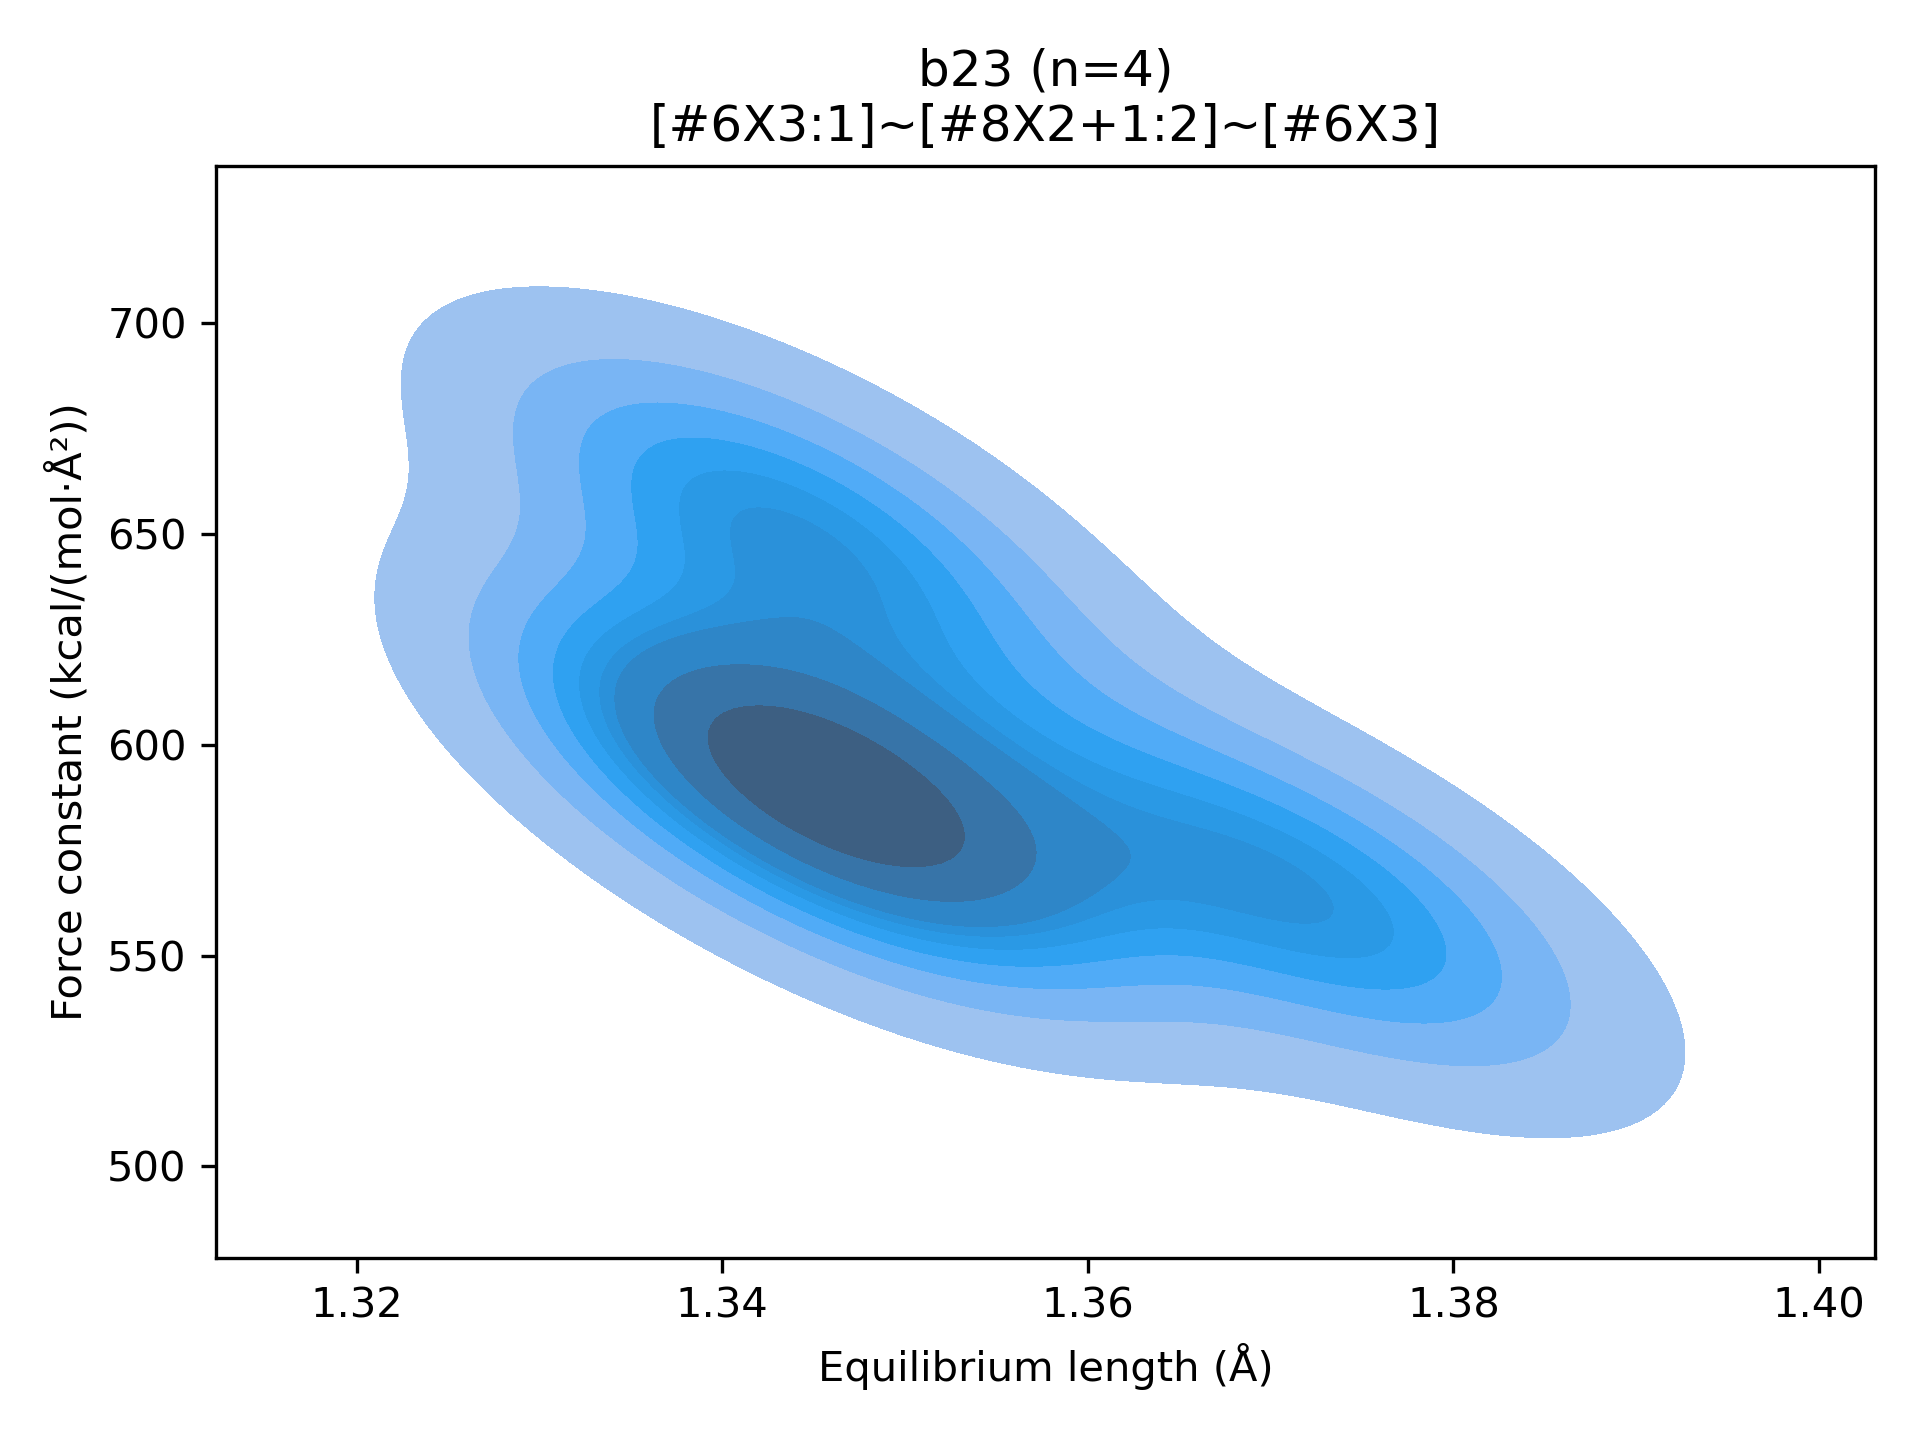 b23 (n=4)
[#6X3:1]~[#8X2+1:2]~[#6X3]
Force constant (kcal/(mol·Å²))
700
650
600
550
500
1.32
1.34
1.36
1.38
1.40
Equilibrium length (Å)